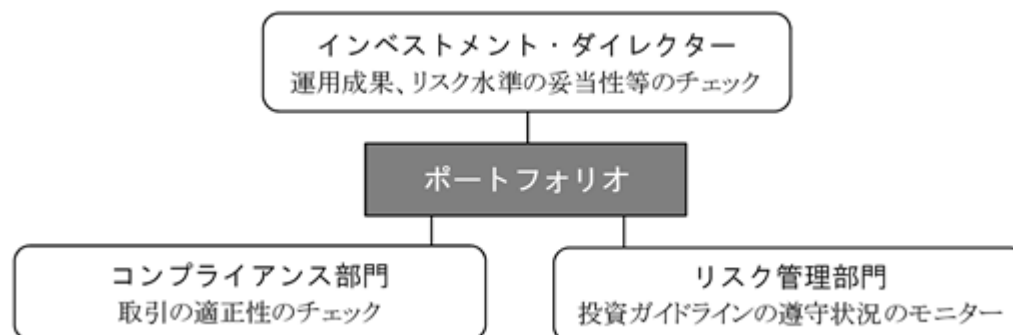 インベストメント・ダイレクター
運用成果、リスク水準の妥当性等のチェック
ポートフォリオ
コンプライアンス部門
取引の適正性のチェック
リスク管理部門
投資ガイドラインの遵守状況のモニター